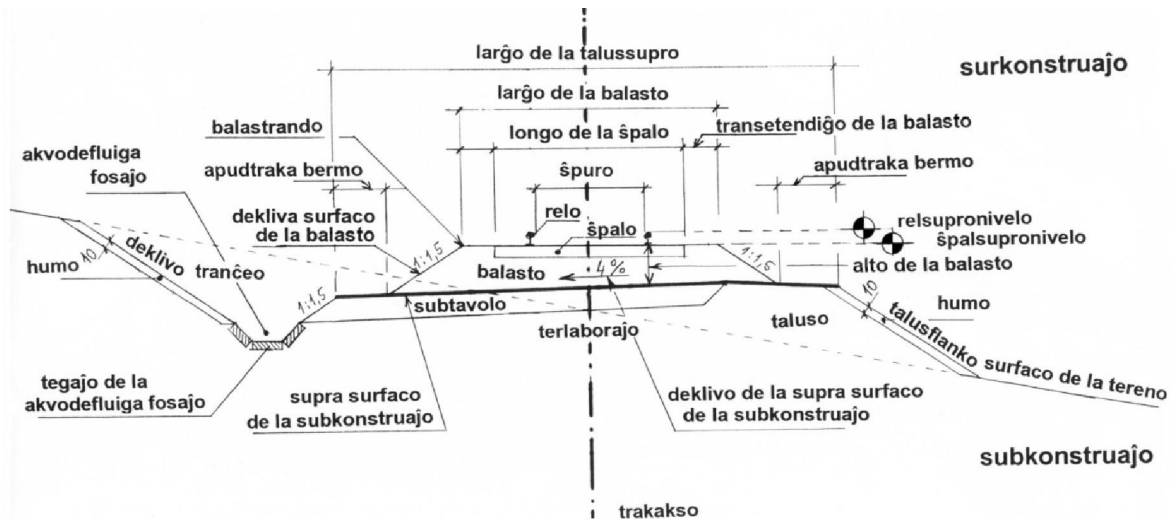 larĝo de la talussupro
surkonstruaĵo
larĝo de la balasto
balastrando
longo de la ŝpalo
transetendiĝo de la balasto
akvodefluiga
fosaĵo
apudtraka bermo
ŝpuro
apudtraka bermo
relo
dekliva surfaco
de la balasto
relsupronivelo
ŝpalo
ŝpalsupronivelo
10
deklivo
humo
tranĉeo
1:1,5
balasto
4%
1:1,5
alto de la balasto
1:1,5
subtavolo
10
humo
terlaborajo
taluso
talusflanko
surfaco de la tereno
tegaĵo de la
akvodefluiga fosaĵo
supra surfaco
de la subkonstruaĵo
deklivo de la supra surfaco
de la subkonstruaĵo
subkonstruaĵo
trakakso